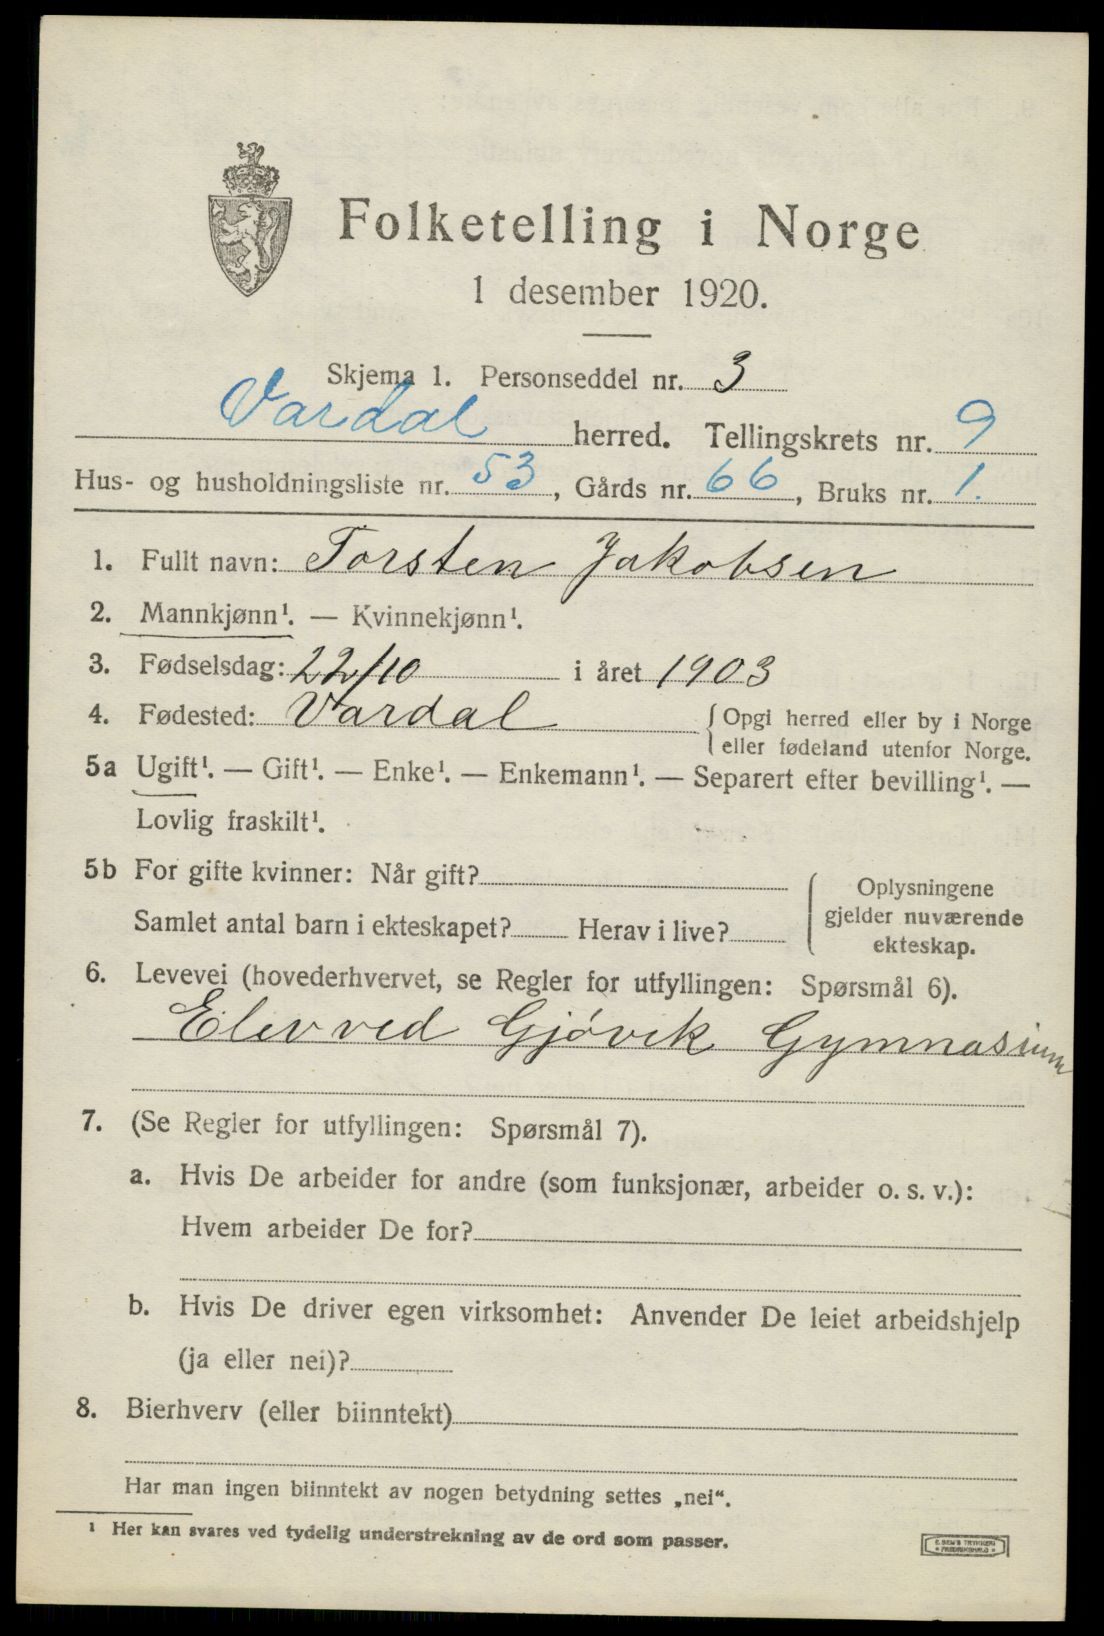 Folketelling i Norge
1 desember 1920.
Skjema 1. Personseddel nr. 3
Vardal herred. Tellingskrets nr. 9
Hus- og husholdningsliste nr. 53, Gårds nr. 66, Bruks nr. 1.
1. Fullt navn: Torsten Jakobsen
2. Mannkjønn¹. — Kvinnekjønn¹.
3. Fødselsdag: 22/10 i året 1903
4. Fødested: Vardal {Opgi herred eller by i Norge
eller fødeland utenfor Norge.
5a Ugift¹. — Gift¹. — Enke¹. — Enkemann¹. — Separert efter bevilling¹. —
Lovlig fraskilt¹.
5b For gifte kvinner: Når gift?
Samlet antal barn i ekteskapet? Herav i live?
{Oplysningene
gjelder nuværende
ekteskap.
6. Levevei (hovederhvervet, se Regler for utfyllingen: Spørsmål 6).
Elev ved Gjóvik Gymnasium
7. (Se Regler for utfyllingen: Spørsmål 7).
a. Hvis De arbeider for andre (som funksjonær, arbeider o. s. v.):
Hvem arbeider De for?
b. Hvis De driver egen virksomhet: Anvender De leiet arbeidshjelp
(ja eller nei)?
8. Bierhverv (eller biinntekt)
Har man ingen biinntekt av nogen betydning settes „nei".
¹ Her kan svares ved tydelig understrekning av de ord som passer.